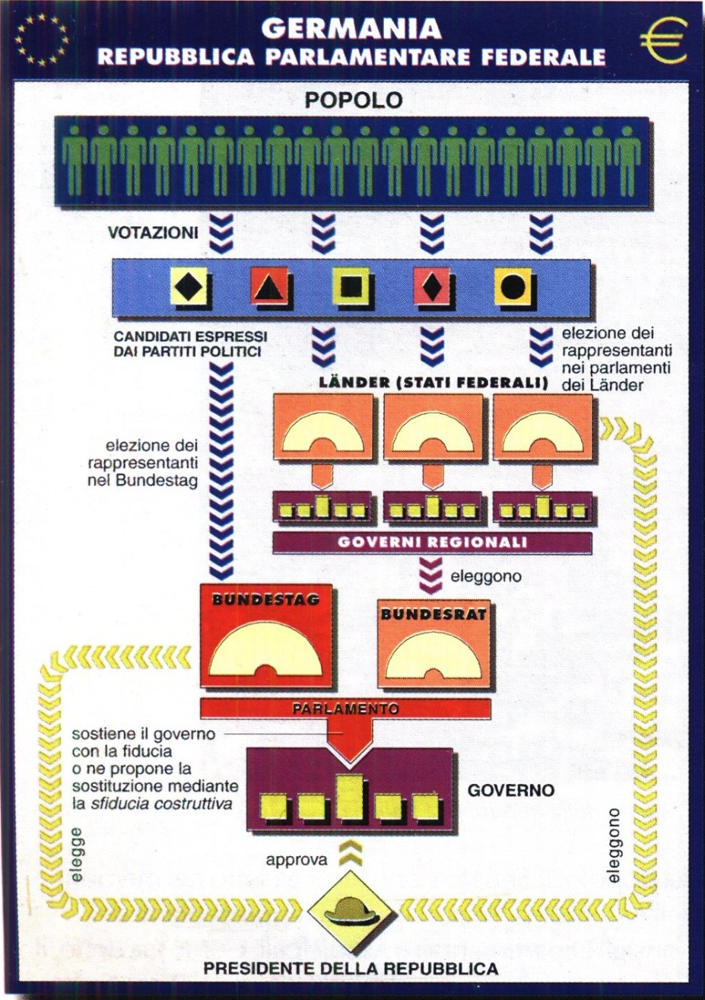 GERMANIA
REPUBBLICA PARLAMENTARE FEDERALE
€
POPOLO
VOTAZIONI
CANDIDATI ESPRESSI
DAI PARTITI POLITICI
elezione dei
rappresentanti
nei parlamenti
dei Länder
LÄNDER (STATI FEDERALI)
elezione dei
rappresentanti
nel Bundestag
GOVERNI REGIONALI
eleggono
BUNDESTAG
BUNDESRAT
PARLAMENTO
sostiene il governo
con la fiducia
o ne propone la
sostituzione mediante
la sfiducia costruttiva
GOVERNO
elegge
eleggono
approva
PRESIDENTE DELLA REPUBBLICA